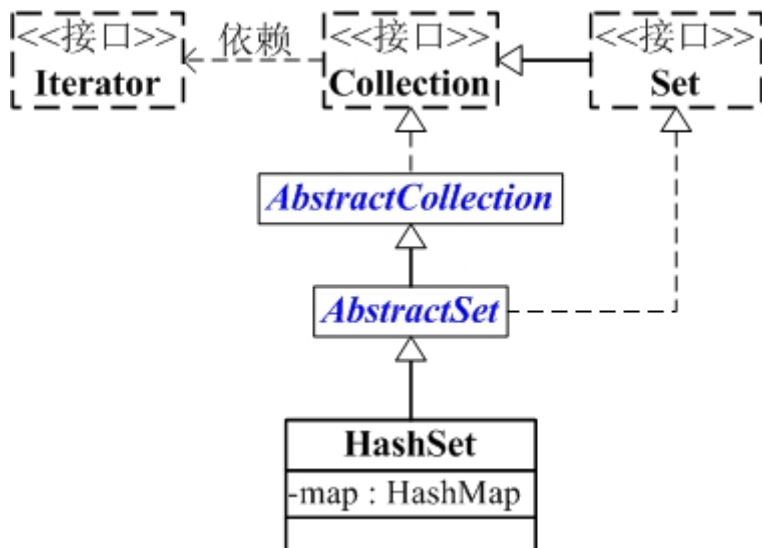 <<接口>>
Iterator
依赖
<<接口>>
Collection
<<接口>>
Set
AbstractCollection
AbstractSet
HashSet
-map : HashMap